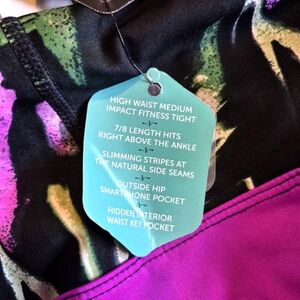 HIGH WAIST MEDIUM
IMPACT FITNESS TIGHT
7/8 LENGTH HITS
RIGHT ABOVE THE ANKLE
SLIMMING STRIPES AT
THE NATURAL SIDE SEAMS
OUTSIDE HIP
SMARTPHONE POCKET
HIDDEN INTERIOR
WAIST KEY POCKET